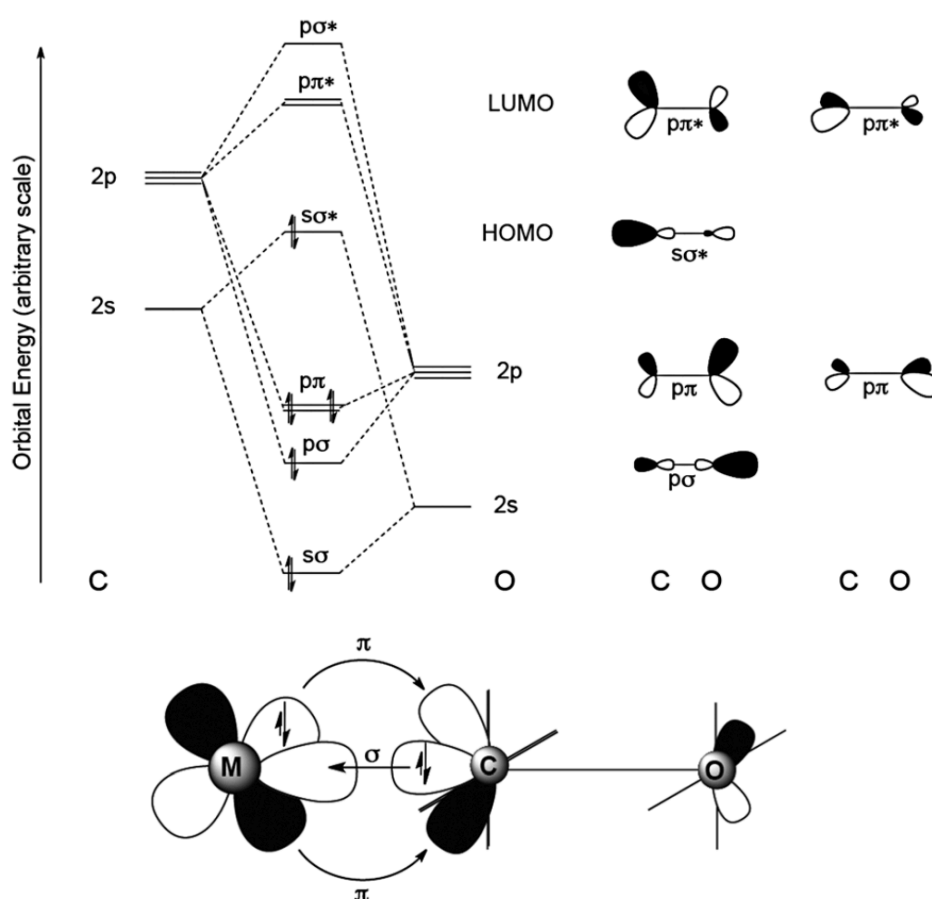 pσ*
pπ*
LUMO
pπ*
pπ*
2p
sσ*
HOMO
sσ*
2s
2p
pπ
pπ
pπ
pσ
pσ
2s
sσ
C
O
C O
C O
Orbital Energy (arbitrary scale)
π
M
σ
C
O
π